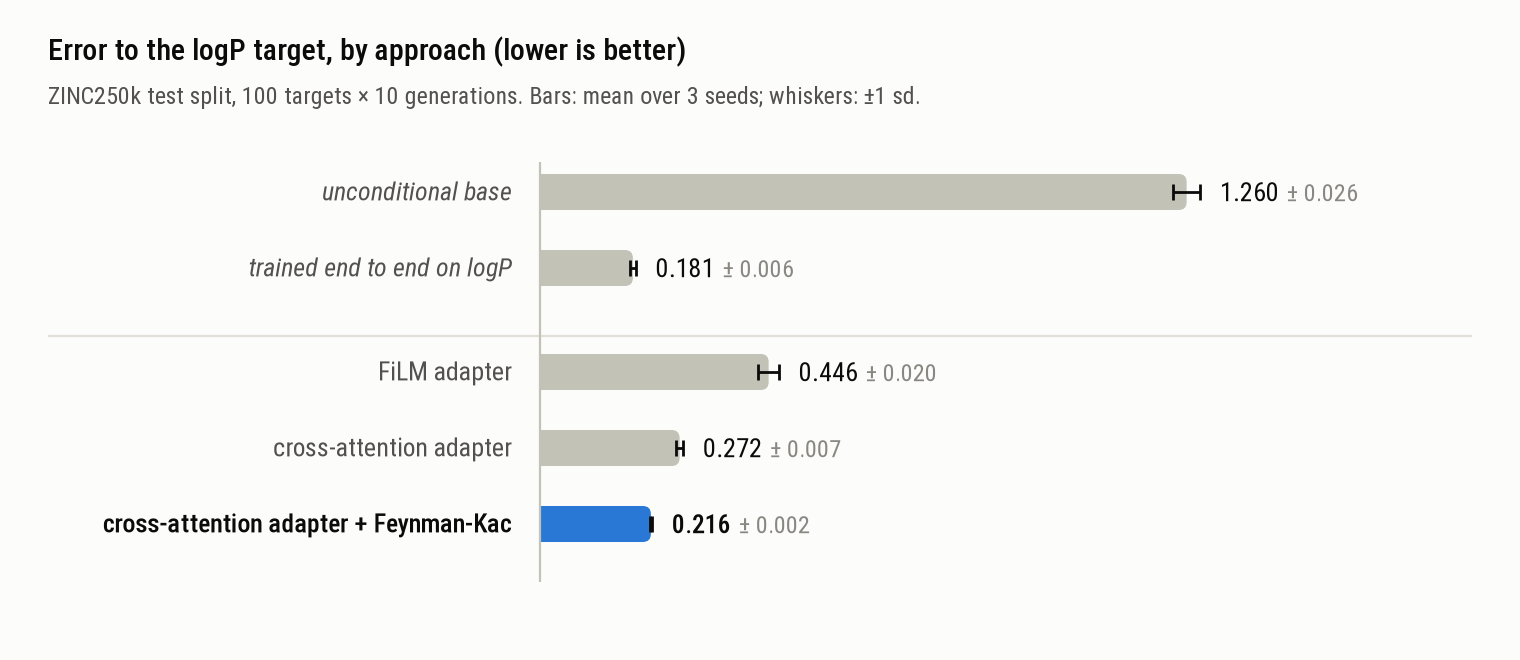 Error to the logP target, by approach (lower is better)
ZINC250k test split, 100 targets × 10 generations. Bars: mean over 3 seeds; whiskers: ±1 sd.
unconditional base 1.260 ± 0.026
trained end to end on logP 0.181 ± 0.006
FiLM adapter 0.446 ± 0.020
cross-attention adapter 0.272 ± 0.007
cross-attention adapter + Feynman-Kac 0.216 ± 0.002